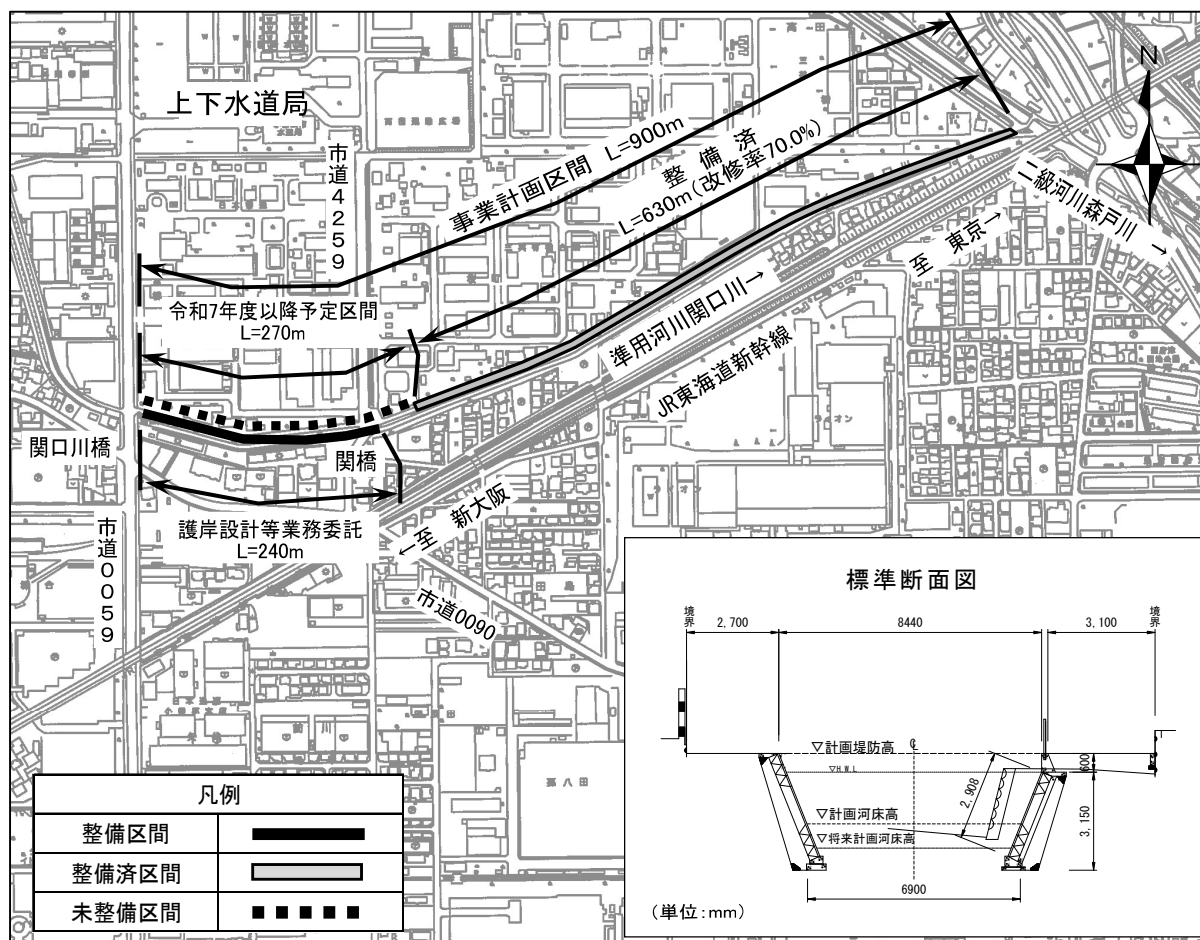 上下水道局
市道4259
事業計画区間 L=900m
整備済
L=630m(改修率70.0%)
N
二級河川森戸川 →
至 東京→
準用河川関口川→
JR東海道新幹線
令和7年度以降予定区間
L=270m
関口川橋
関橋
護岸設計等業務委託
L=240m
←至 新大阪
市道0059
市道0090
凡例
整備区間
整備済区間
未整備区間
標準断面図
境界
2,700
8440
3,100
境界
▽計画堤防高
℄
▽H.W.L
600
2,908
3,150
▽計画河床高
▽将来計画河床高
6900
(単位:mm)